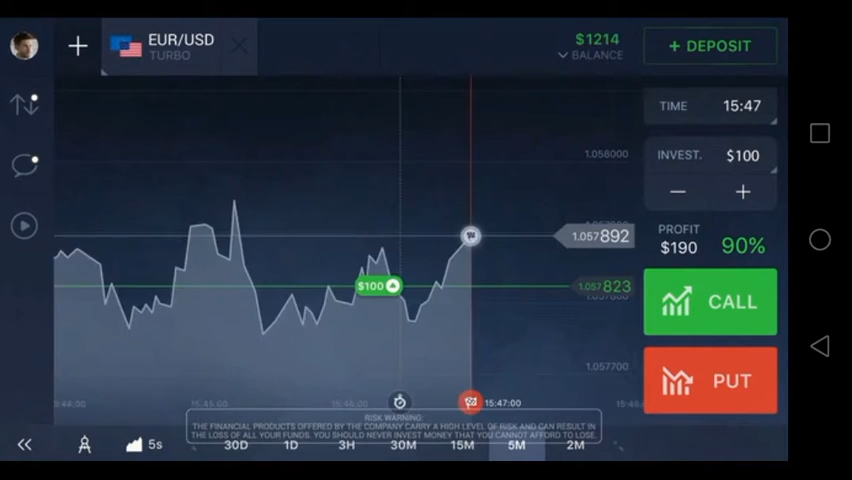 EUR/USD
TURBO
$1214
BALANCE
+ DEPOSIT
TIME 15:47
INVEST. $100
1.058000
1.057892
PROFIT
$190 90%
$100
1.057823
CALL
1.057700
PUT
15:45:00
15:46:00
15:47:00
RISK WARNING:
THE FINANCIAL PRODUCTS OFFERED BY THE COMPANY CARRY A HIGH LEVEL OF RISK AND CAN RESULT IN
THE LOSS OF ALL YOUR FUNDS. YOU SHOULD NEVER INVEST MONEY THAT YOU CANNOT AFFORD TO LOSE.
5s 30D 1D 3H 30M 15M 5M 2M